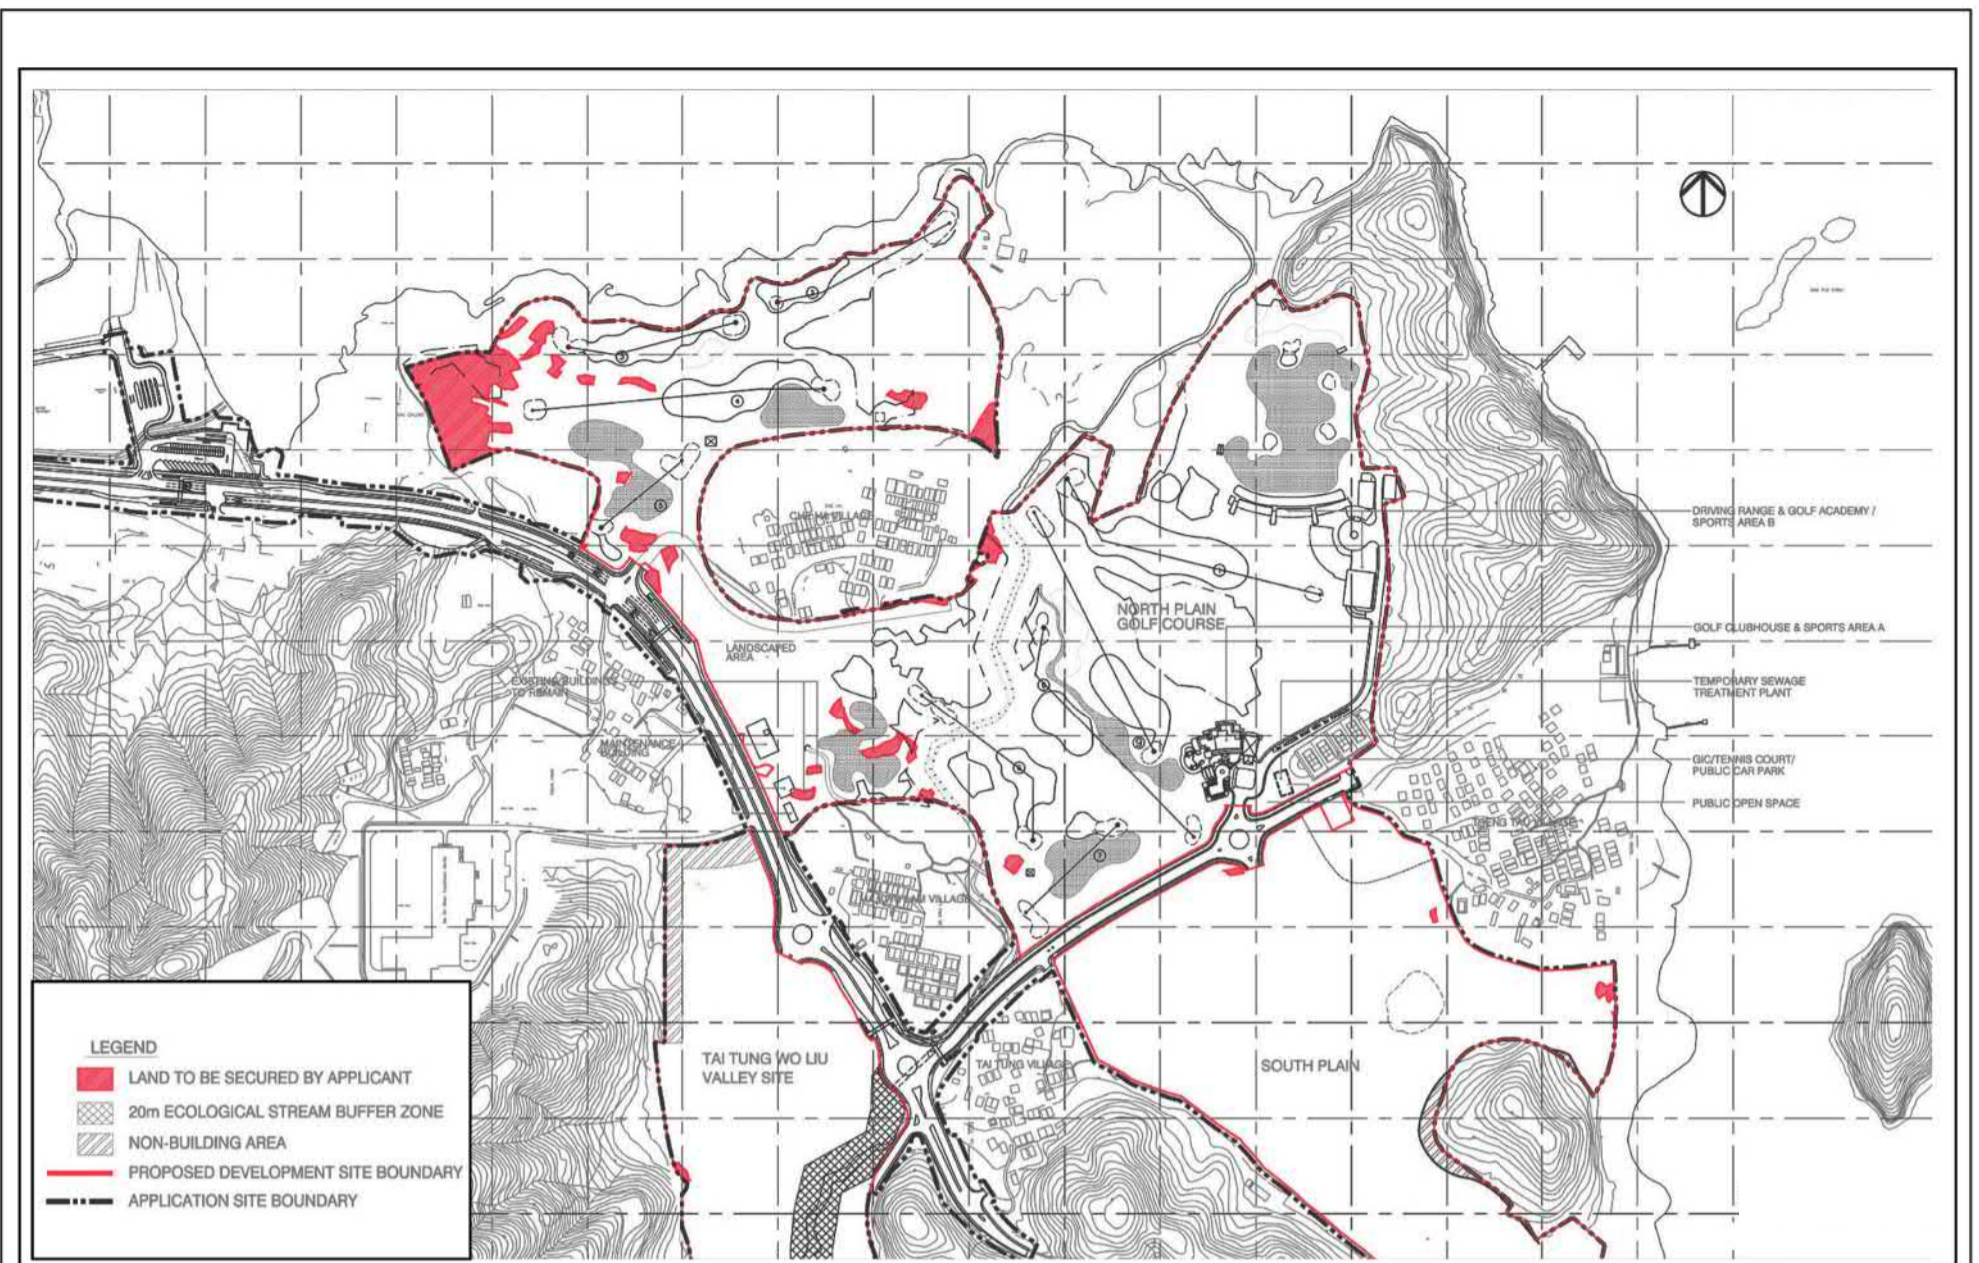 DRIVING RANGE & GOLF ACADEMY /
SPORTS AREA B
NORTH PLAIN
GOLF COURSE
GOLF CLUBHOUSE & SPORTS AREA A
LANDSCAPED
AREA
EXISTING BUILDINGS
TO REMAIN
TEMPORARY SEWAGE
TREATMENT PLANT
MAINTENANCE
BUILDING
GIC/TENNIS COURT/
PUBLIC CAR PARK
PUBLIC OPEN SPACE
VILLAGE
TAI TUNG WO LIU
VALLEY SITE
TAI TUNG VILLAGE
SOUTH PLAIN
LEGEND
LAND TO BE SECURED BY APPLICANT
20m ECOLOGICAL STREAM BUFFER ZONE
NON-BUILDING AREA
PROPOSED DEVELOPMENT SITE BOUNDARY
APPLICATION SITE BOUNDARY